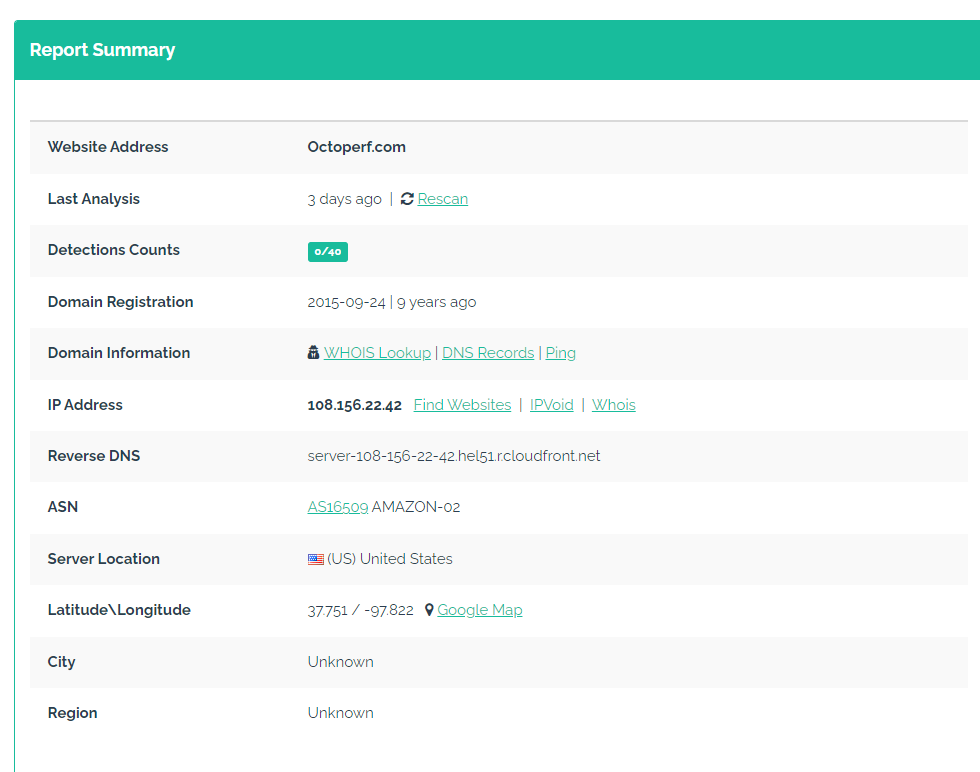 Report Summary
Website Address Octoperf.com
Last Analysis 3 days ago | Rescan
Detections Counts 0/40
Domain Registration 2015-09-24 | 9 years ago
Domain Information WHOIS Lookup | DNS Records | Ping
IP Address 108.156.22.42 Find Websites | IPVoid | Whois
Reverse DNS server-108-156-22-42.hel51.r.cloudfront.net
ASN AS16509 AMAZON-02
Server Location (US) United States
Latitude\Longitude 37.751 / -97.822 Google Map
City Unknown
Region Unknown